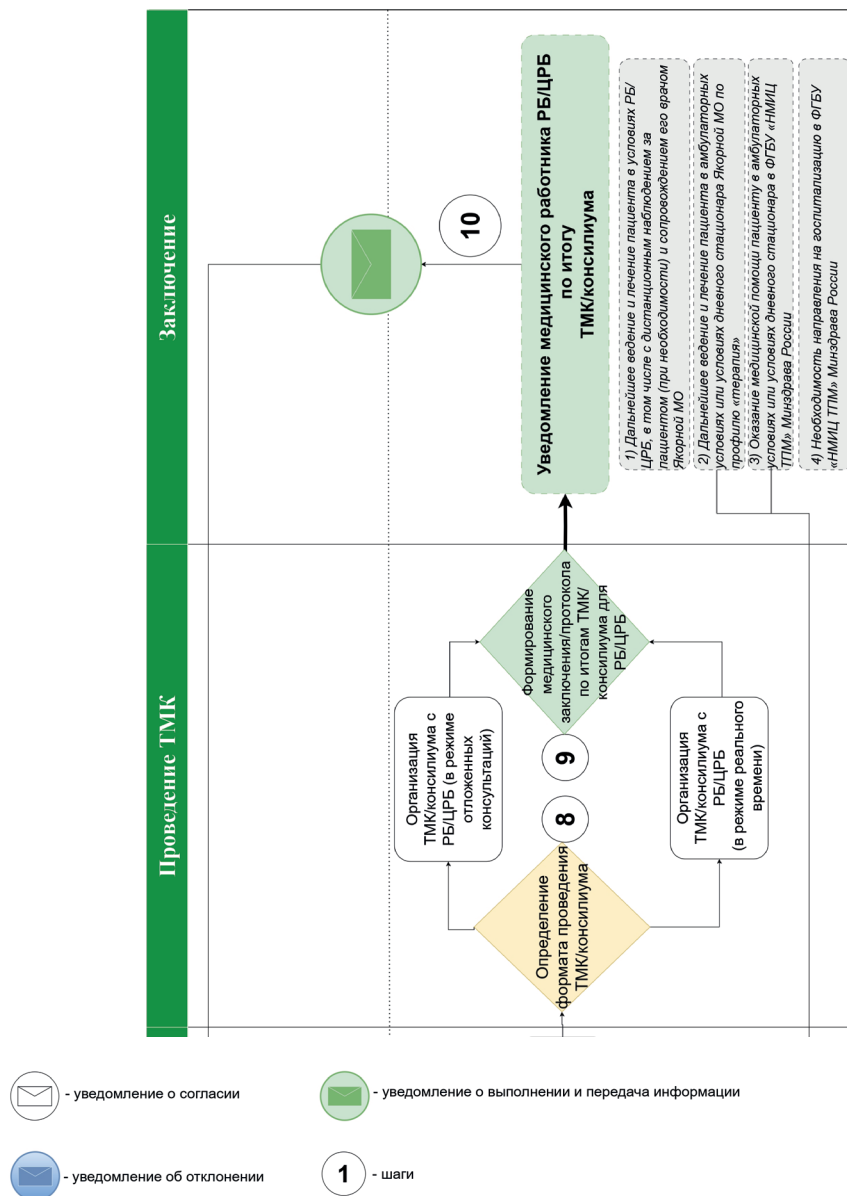 Проведение ТМК
Заключение
Определение
формата проведения
ТМК/консилиума
8
Организация
ТМК/консилиума с
РБ/ЦРБ (в режиме
отложенных
консультаций)
Организация
ТМК/консилиума с
РБ/ЦРБ
(в режиме реального
времени)
9
Формирование
медицинского
заключения/протокола
по итогам ТМК/
консилиума для
РБ/ЦРБ
10
Уведомление медицинского работника РБ/ЦРБ
по итогу
ТМК/консилиума
1) Дальнейшее ведение и лечение пациента в условиях РБ/
ЦРБ, в том числе с дистанционным наблюдением за
пациентом (при необходимости) и сопровождением его врачом
Якорной МО
2) Дальнейшее ведение и лечение пациента в амбулаторных
условиях или условиях дневного стационара Якорной МО по
профилю «терапия»
3) Оказание медицинской помощи пациенту в амбулаторных
условиях или условиях дневного стационара в ФГБУ «НМИЦ
ТПМ» Минздрава России
4) Необходимость направления на госпитализацию в ФГБУ
«НМИЦ ТПМ» Минздрава России
- уведомление о согласии
- уведомление о выполнении и передача информации
- уведомление об отклонении
1
- шаги